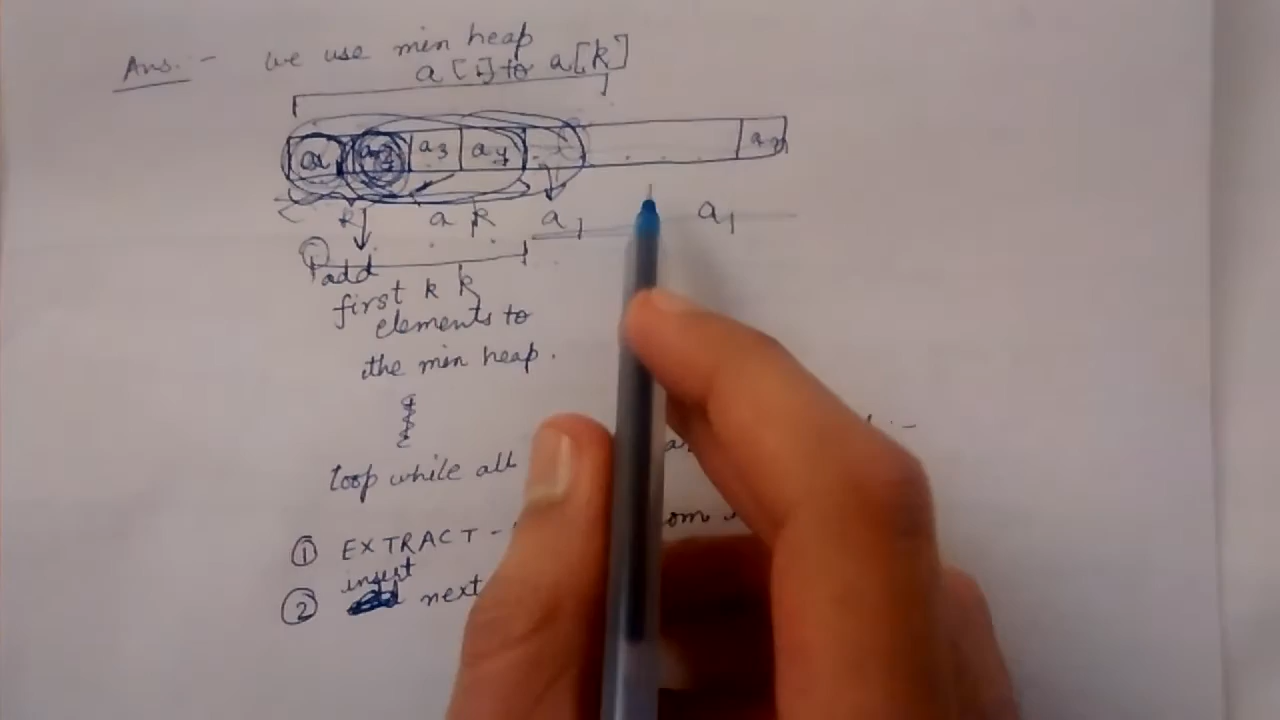 Ans. :- we use min heap
a[1] to a[k]
a1 a3 a4 an
k a k a1 a1
① add
first k k
elements to
the min heap.
loop while all
① EXTRACT -
insert
② next